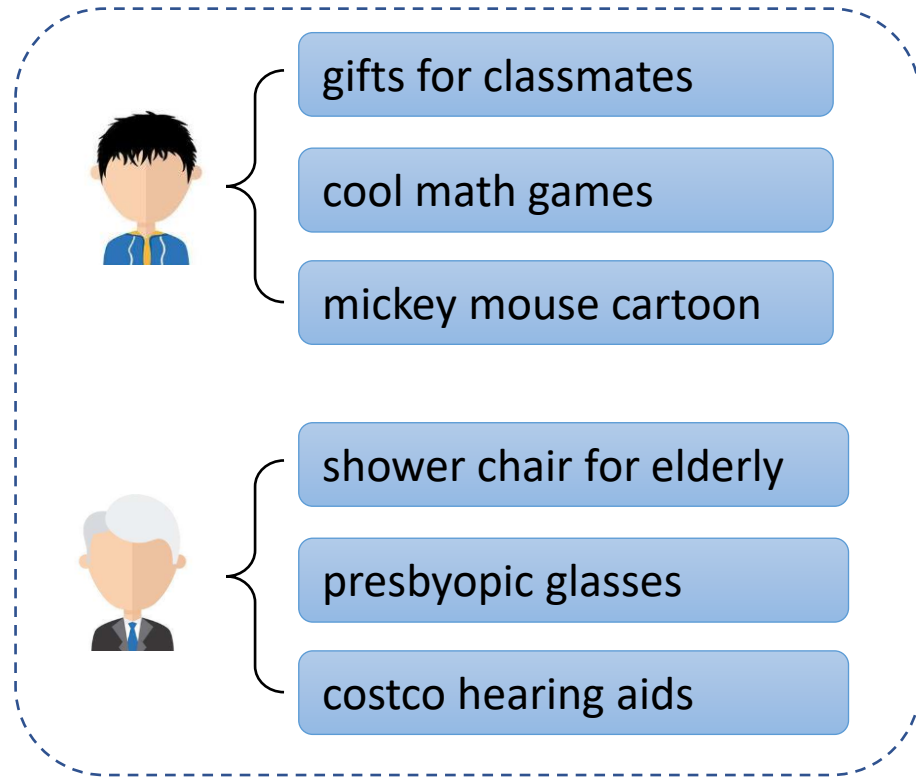 gifts for classmates
cool math games
mickey mouse cartoon
shower chair for elderly
presbyopic glasses
costco hearing aids